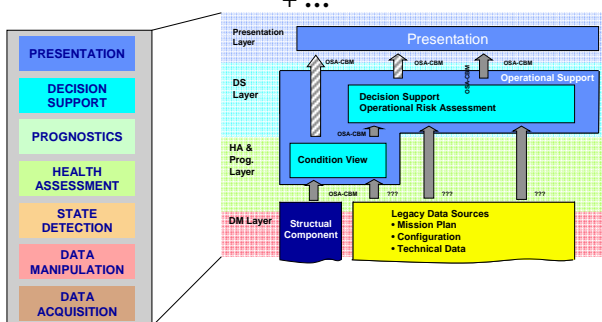 + ...
PRESENTATION
DECISION
SUPPORT
PROGNOSTICS
HEALTH
ASSESSMENT
STATE
DETECTION
DATA
MANIPULATION
DATA
ACQUISITION
Presentation
Layer
Presentation
OSA-CBM
OSA-CBM
OSA-CBM
Operational Support
DS
Layer
Decision Support
Operational Risk Assessment
OSA-CBM
HA &
Prog.
Layer
Condition View
OSA-CBM
???
???
???
DM Layer
Structual
Component
Legacy Data Sources
• Mission Plan
• Configuration
• Technical Data